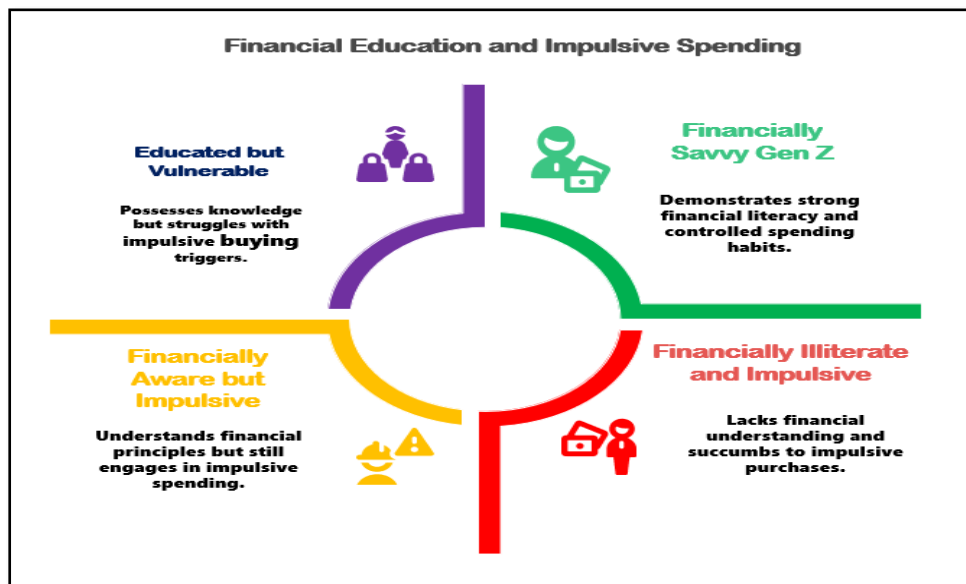 Financial Education and Impulsive Spending
Educated but
Vulnerable
Possesses knowledge
but struggles with
impulsive buying
triggers.
Financially
Savvy Gen Z
Demonstrates strong
financial literacy and
controlled spending
habits.
Financially
Aware but
Impulsive
Understands financial
principles but still
engages in impulsive
spending.
Financially Illiterate
and Impulsive
Lacks financial
understanding and
succumbs to impulsive
purchases.